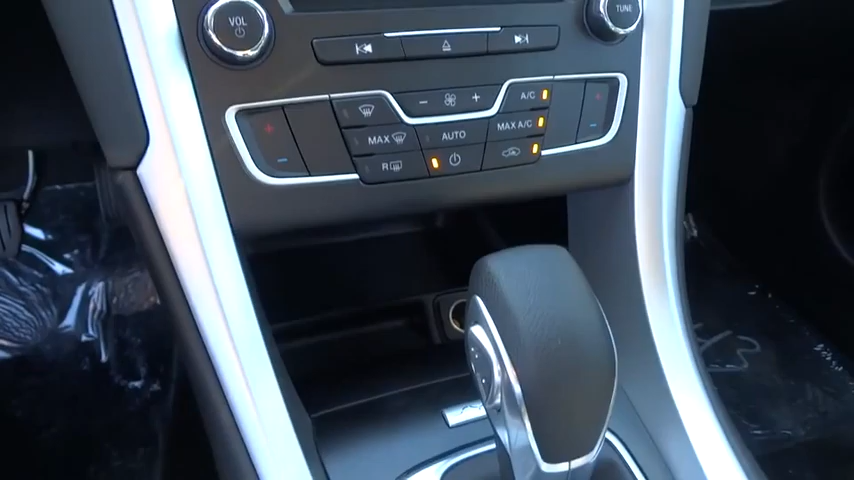 VOL
TUNE
− +
A/C
MAX
AUTO
MAX A/C
R